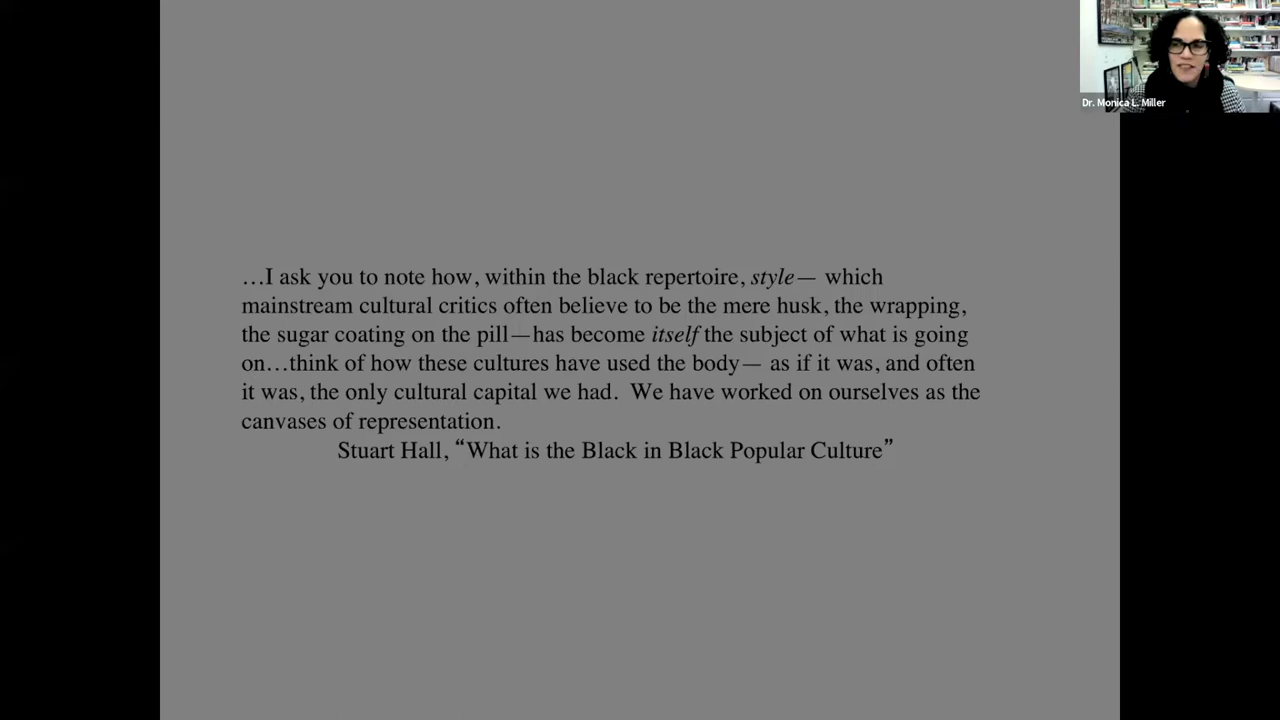 Dr. Monica L. Miller
…I ask you to note how, within the black repertoire, style— which
mainstream cultural critics often believe to be the mere husk, the wrapping,
the sugar coating on the pill—has become itself the subject of what is going
on…think of how these cultures have used the body— as if it was, and often
it was, the only cultural capital we had.  We have worked on ourselves as the
canvases of representation.
Stuart Hall, “What is the Black in Black Popular Culture”